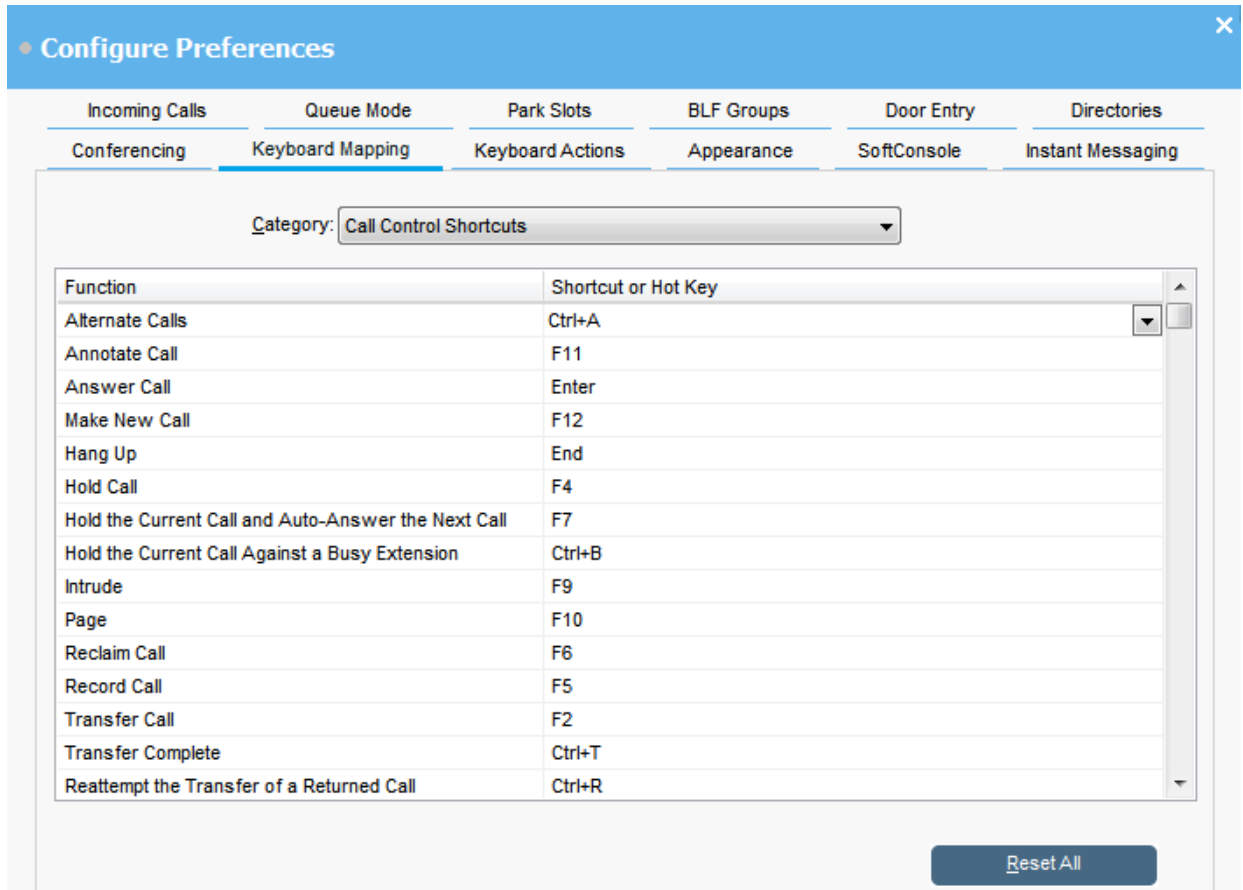 Configure Preferences
Incoming Calls Queue Mode Park Slots BLF Groups Door Entry Directories
Conferencing Keyboard Mapping Keyboard Actions Appearance SoftConsole Instant Messaging
Category: Call Control Shortcuts
Function Shortcut or Hot Key
Alternate Calls Ctrl+A
Annotate Call F11
Answer Call Enter
Make New Call F12
Hang Up End
Hold Call F4
Hold the Current Call and Auto-Answer the Next Call F7
Hold the Current Call Against a Busy Extension Ctrl+B
Intrude F9
Page F10
Reclaim Call F6
Record Call F5
Transfer Call F2
Transfer Complete Ctrl+T
Reattempt the Transfer of a Returned Call Ctrl+R
Reset All